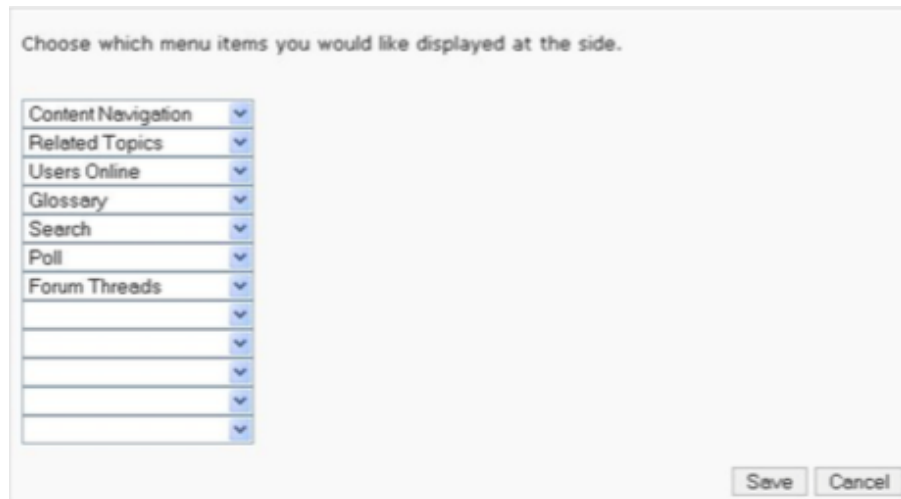 Choose which menu items you would like displayed at the side.
Content Navigation
Related Topics
Users Online
Glossary
Search
Poll
Forum Threads
Save Cancel